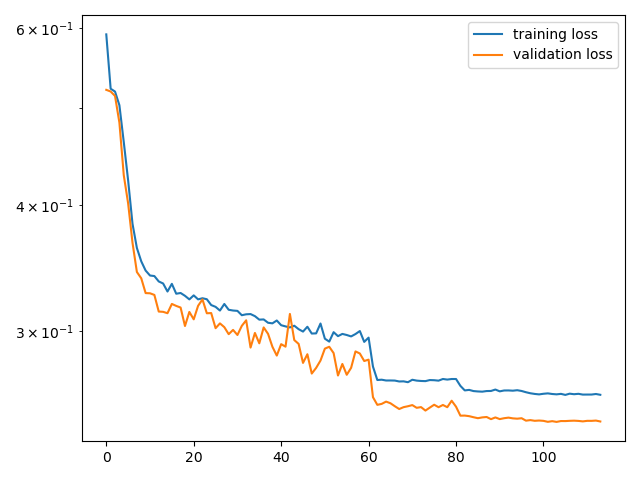 6 × 10⁻¹
4 × 10⁻¹
3 × 10⁻¹
0 20 40 60 80 100
training loss
validation loss